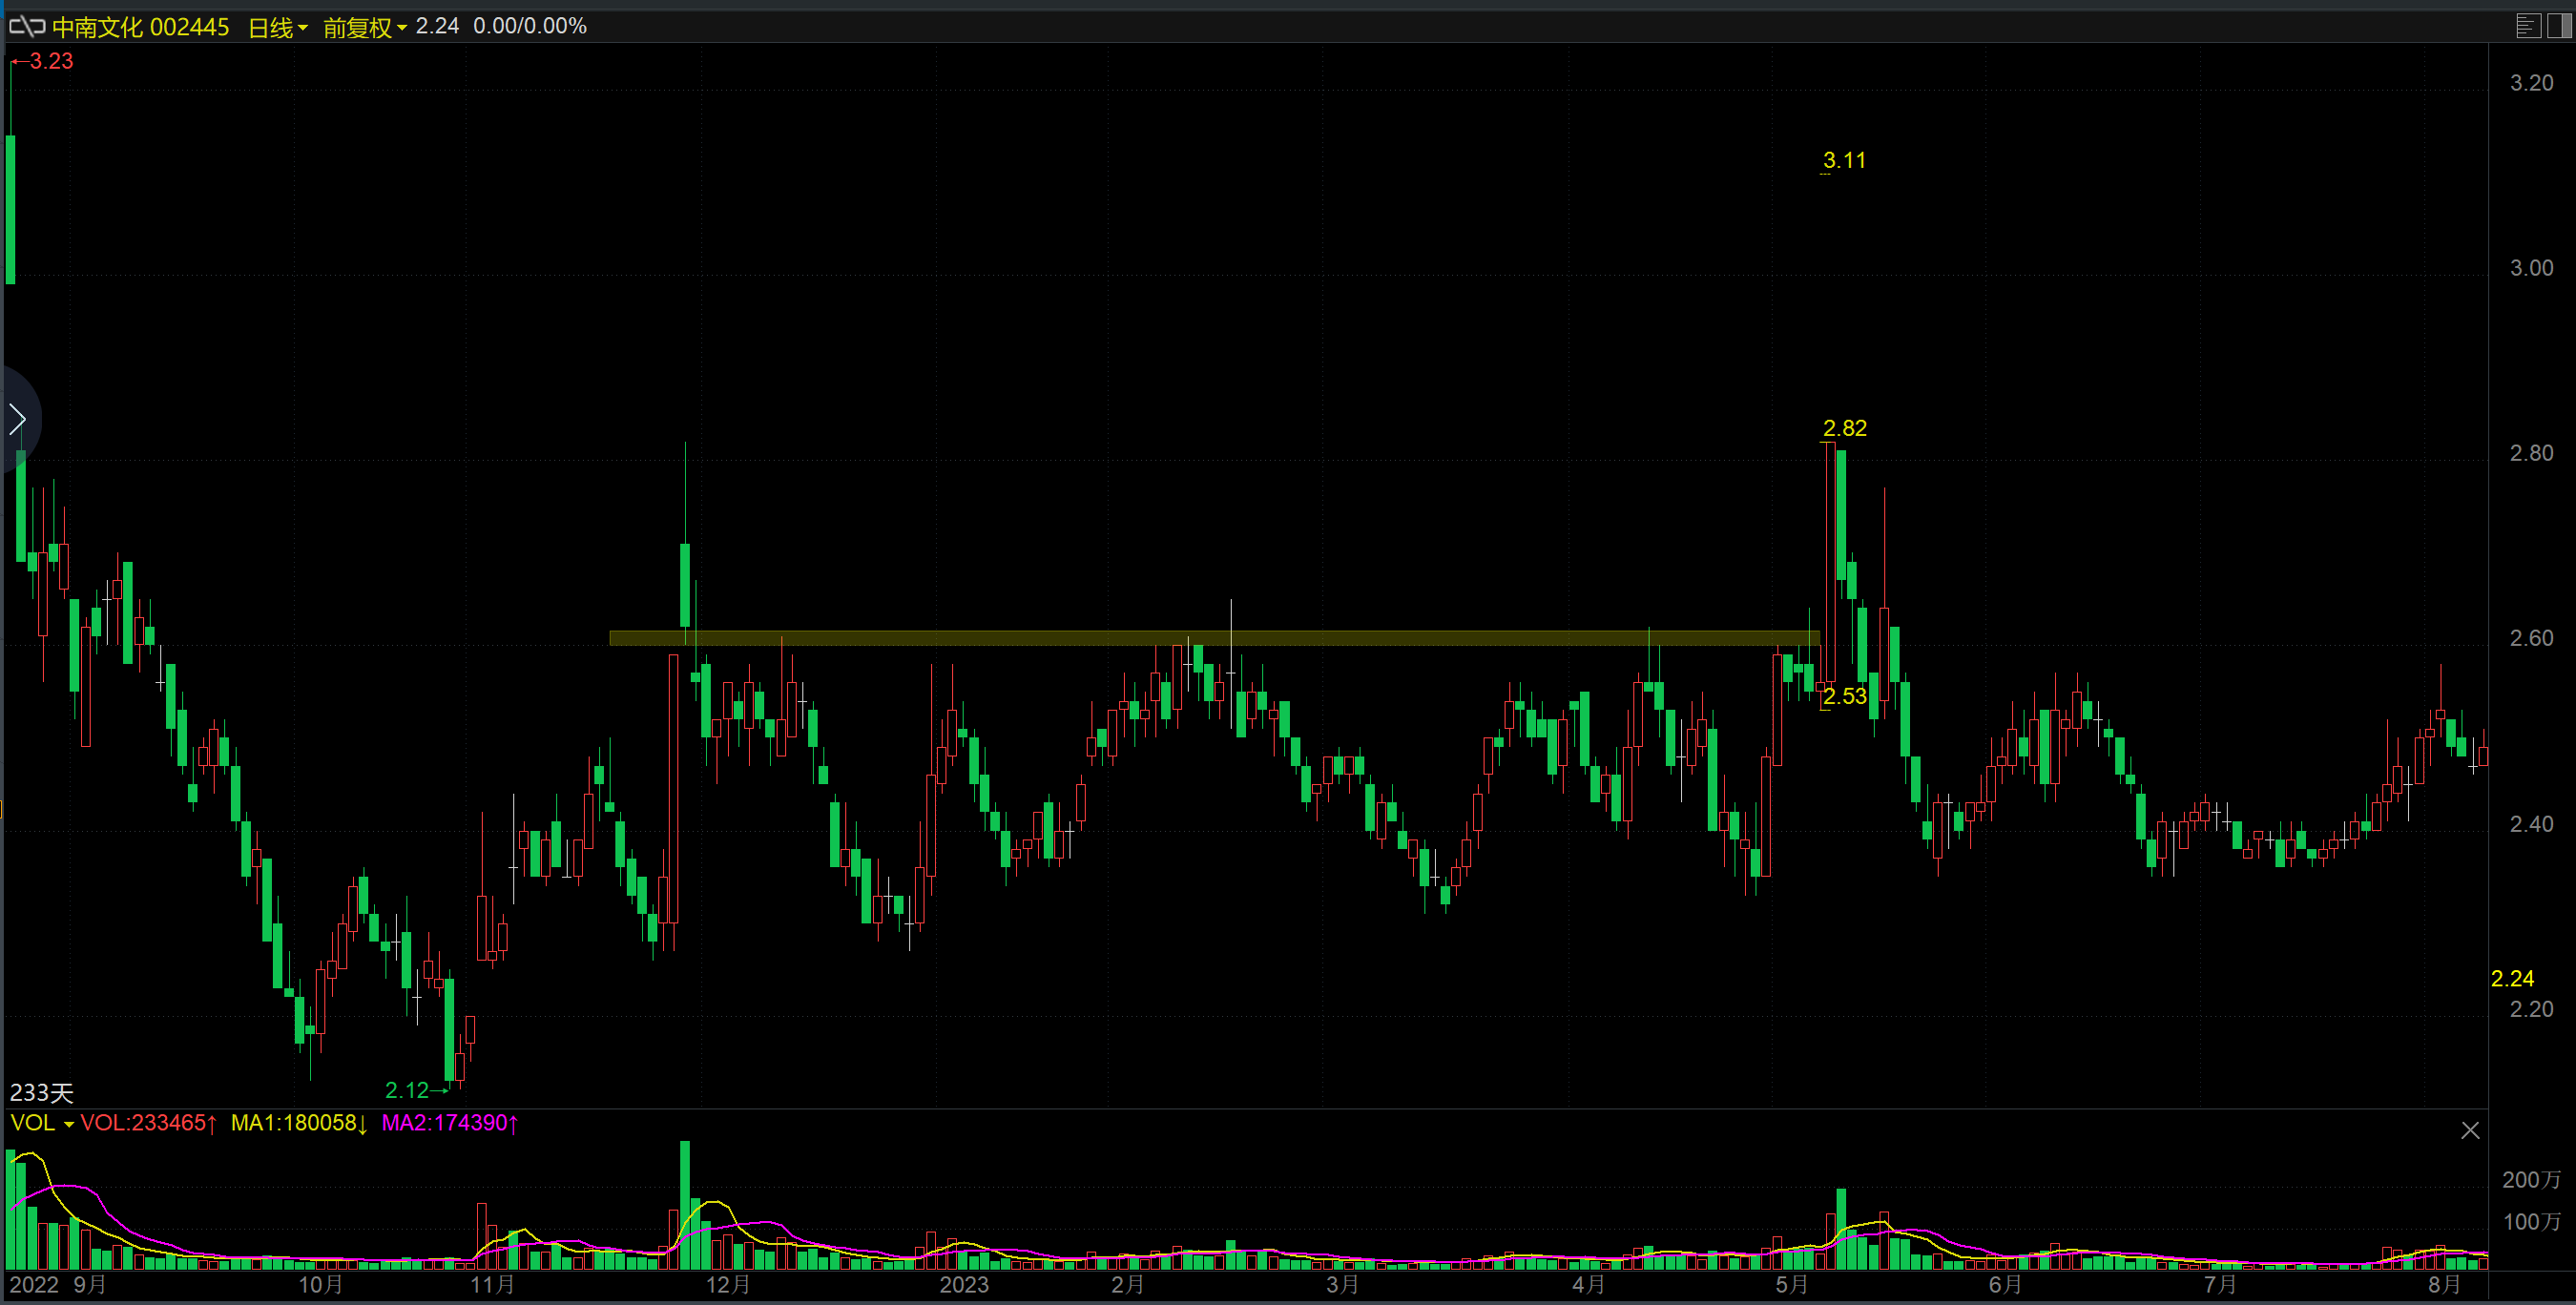 中南文化 002445 日线 前复权 2.24 0.00/0.00%
←3.23
3.20
3.11
3.00
2.82
2.80
2.60
2.53
2.40
2.24
2.20
2.12→
233天
VOL VOL:233465↑ MA1:180058↓ MA2:174390↑
200万
100万
2022 9月 10月 11月 12月 2023 2月 3月 4月 5月 6月 7月 8月